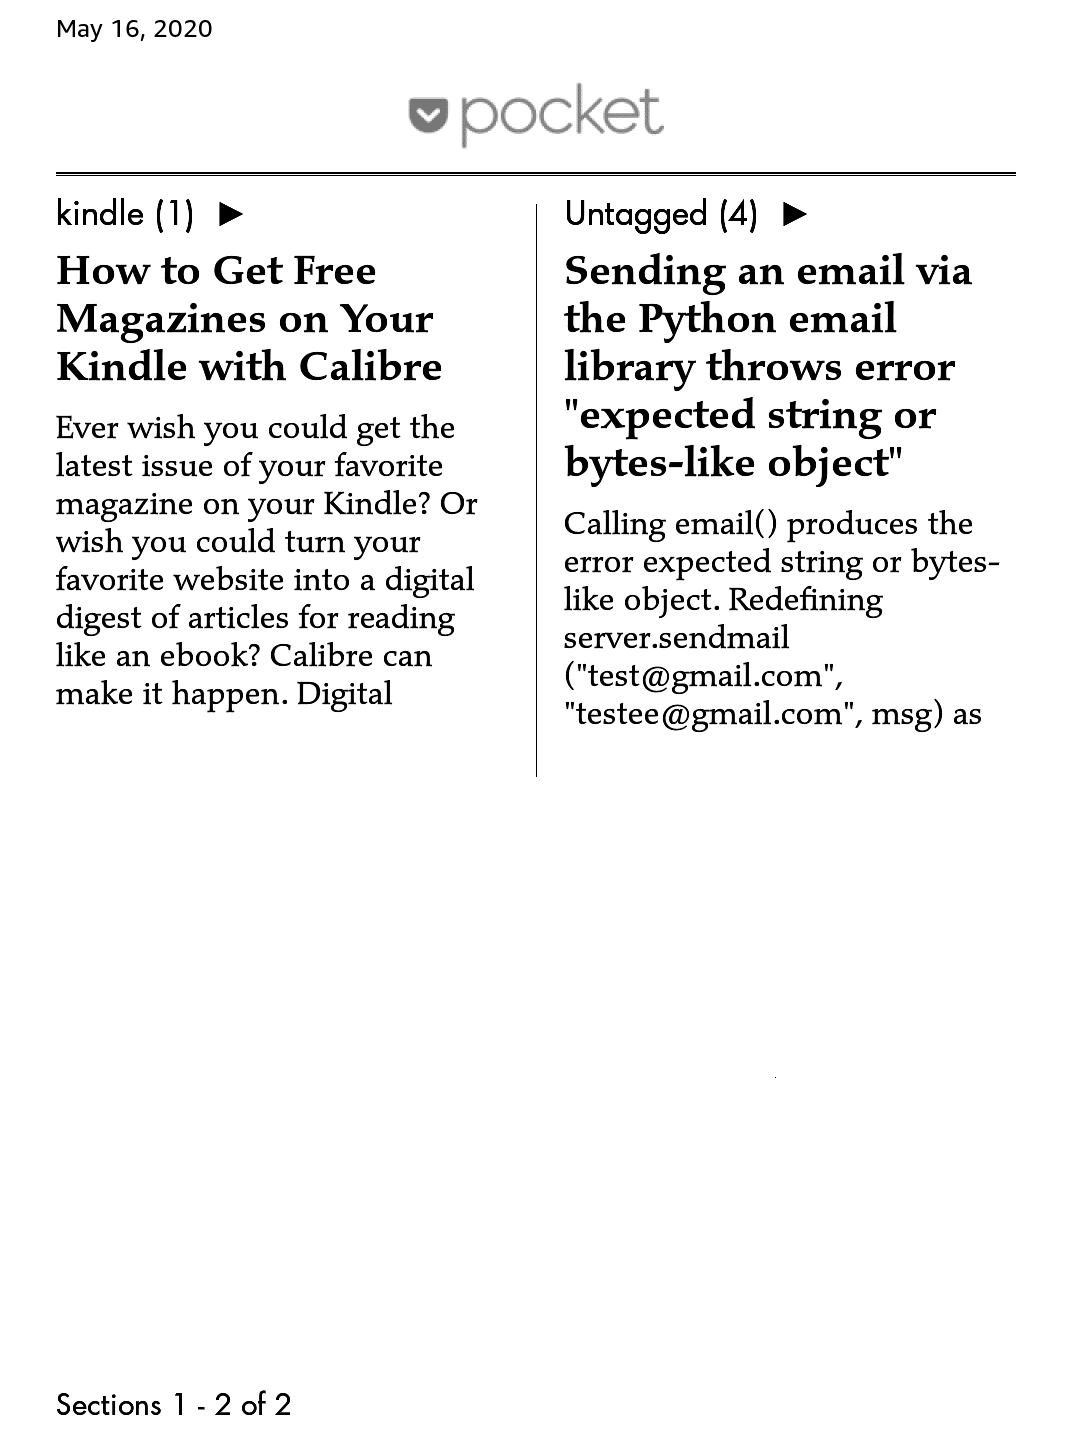 May 16, 2020
pocket
kindle (1) ►
How to Get Free
Magazines on Your
Kindle with Calibre
Ever wish you could get the
latest issue of your favorite
magazine on your Kindle? Or
wish you could turn your
favorite website into a digital
digest of articles for reading
like an ebook? Calibre can
make it happen. Digital
Untagged (4) ►
Sending an email via
the Python email
library throws error
"expected string or
bytes-like object"
Calling email() produces the
error expected string or bytes-
like object. Redefining
server.sendmail
("test@gmail.com",
"testee@gmail.com", msg) as
Sections 1 - 2 of 2